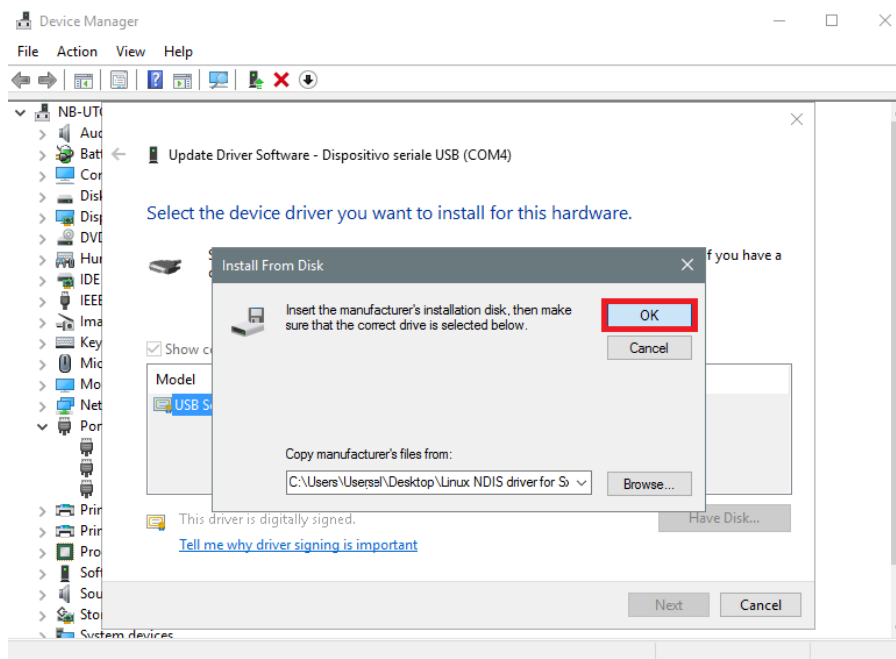 Device Manager
File Action View Help
NB-UT
Aud
Batt
Update Driver Software - Dispositivo seriale USB (COM4)
Cor
Disk
Disp
Select the device driver you want to install for this hardware.
DVD
Hur
f you have a
Install From Disk
IDE
IEEE
Insert the manufacturer's installation disk, then make
sure that the correct drive is selected below.
OK
Cancel
Ima
Key
Show co
Mic
Model
Mo
Net
USB S
Por
Copy manufacturer's files from:
C:\Users\Usersal\Desktop\Linux NDIS driver for
Browse...
Prin
This driver is digitally signed.
Have Disk...
Prin
Tell me why driver signing is important
Pro
Soft
Sou
Next
Cancel
Sto
System devices